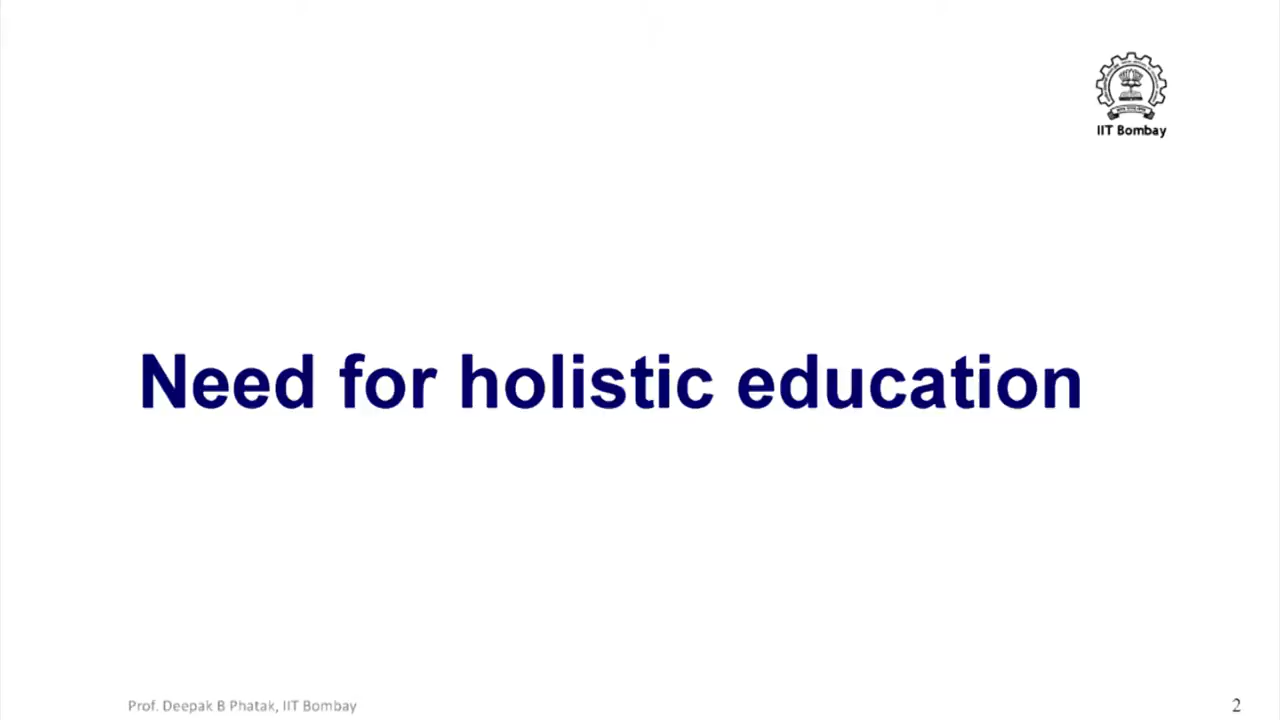 IIT Bombay
Need for holistic education
Prof. Deepak B Phatak, IIT Bombay
2